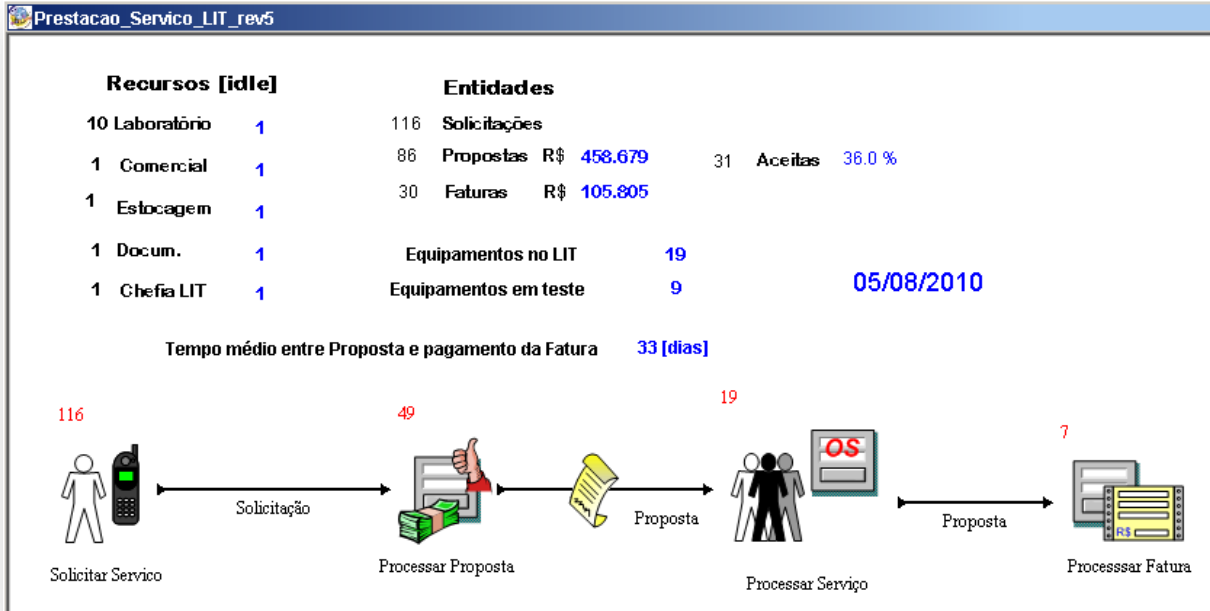 Prestacao_Servico_LIT_rev5
Recursos [idle]
Entidades
10 Laboratório 1
116 Solicitações
1 Comercial 1
86 Propostas R$ 458.679
31 Aceitas 36.0 %
1 Estocagem 1
30 Faturas R$ 105.805
1 Docum. 1
Equipamentos no LIT 19
1 Chefia LIT 1
Equipamentos em teste 9
05/08/2010
Tempo médio entre Proposta e pagamento da Fatura 33 [dias]
116
49
19
7
OS
R$
Solicitação
Proposta
Proposta
Solicitar Servico
Processar Proposta
Processar Serviço
Processsar Fatura